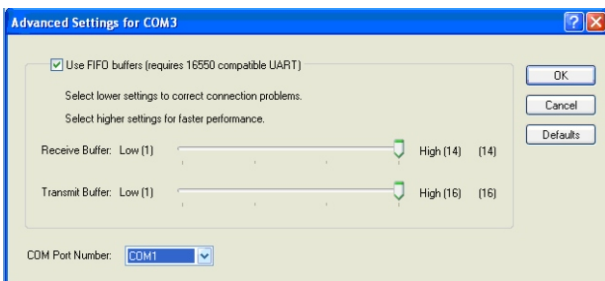 Advanced Settings for COM3
Use FIFO buffers (requires 16550 compatible UART)
OK
Select lower settings to correct connection problems.
Cancel
Select higher settings for faster performance.
Defaults
Receive Buffer: Low (1) High (14) (14)
Transmit Buffer: Low (1) High (16) (16)
COM Port Number: COM1